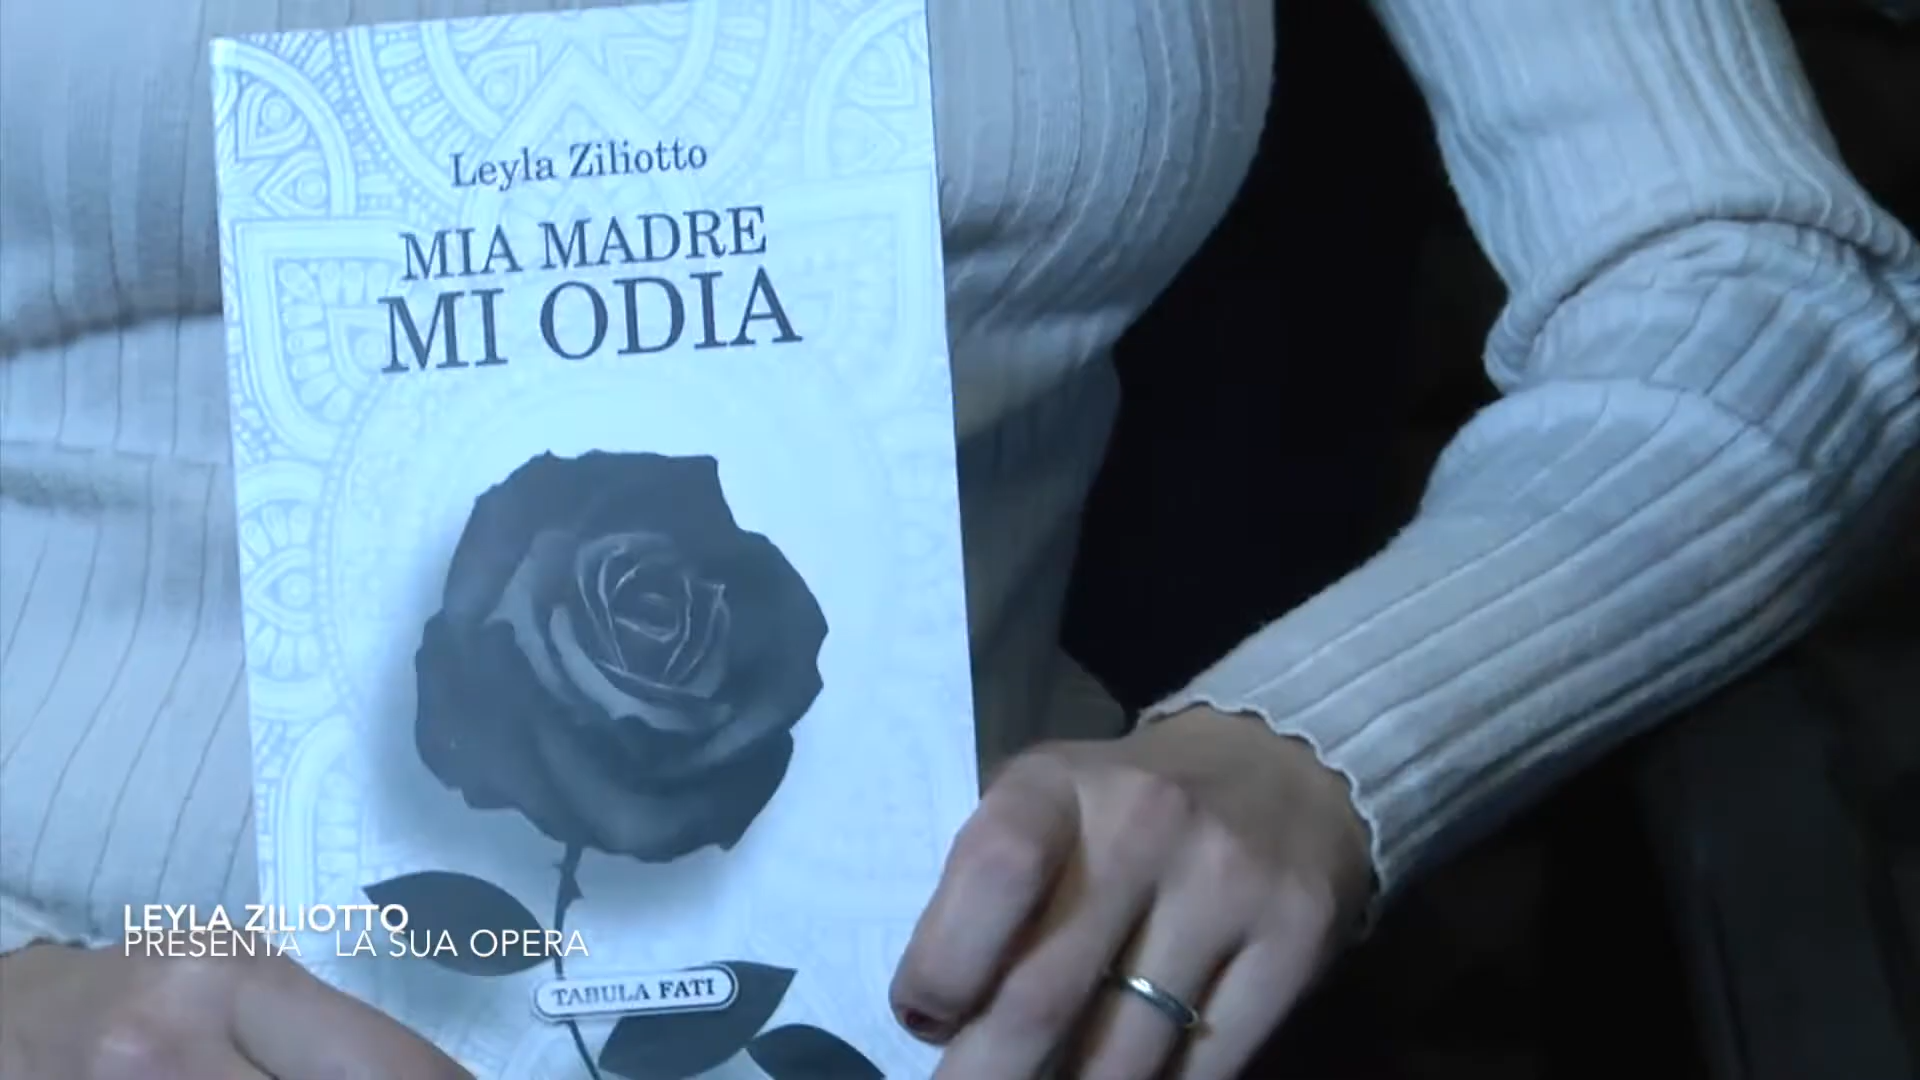 Leyla Ziliotto
MIA MADRE
MI ODIA
LEYLA ZILIOTTO
PRESENTA LA SUA OPERA
TABULA FATI